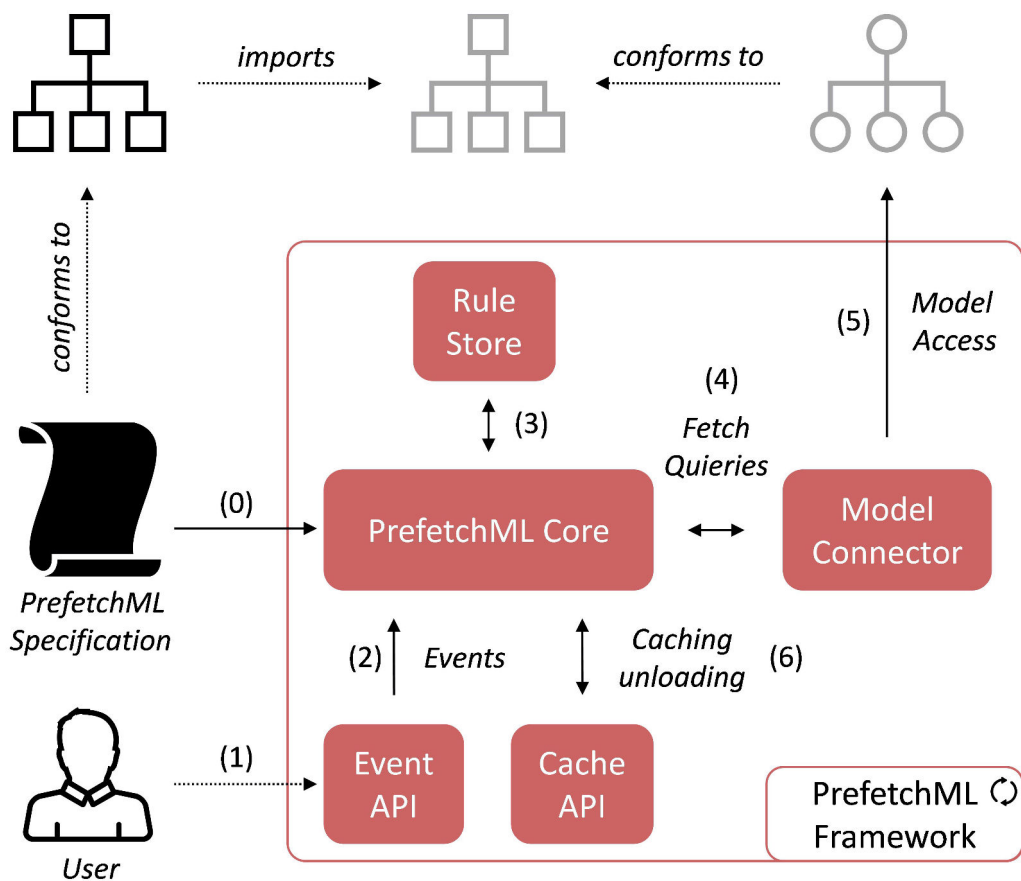 imports
conforms to
conforms to
Rule
Store
(5)
Model
Access
(4)
(3)
Fetch
Quieries
(0)
PrefetchML Core
Model
Connector
PrefetchML
Specification
(2)
Events
Caching
unloading
(6)
(1)
Event
API
Cache
API
PrefetchML
Framework
User